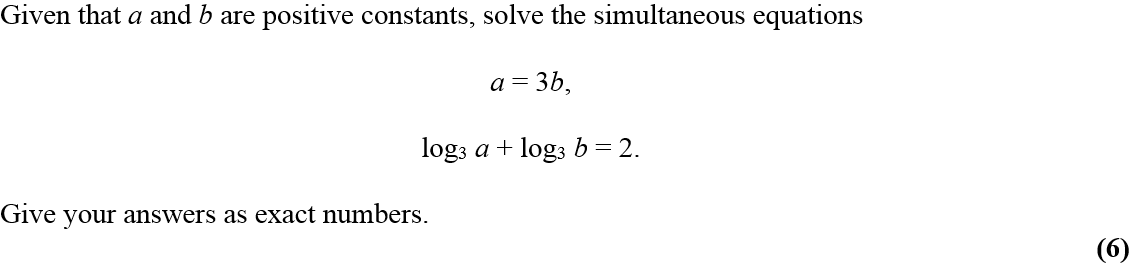 Given that a and b are positive constants, solve the simultaneous equations
a = 3b,
log₃ a + log₃ b = 2.
Give your answers as exact numbers.
(6)